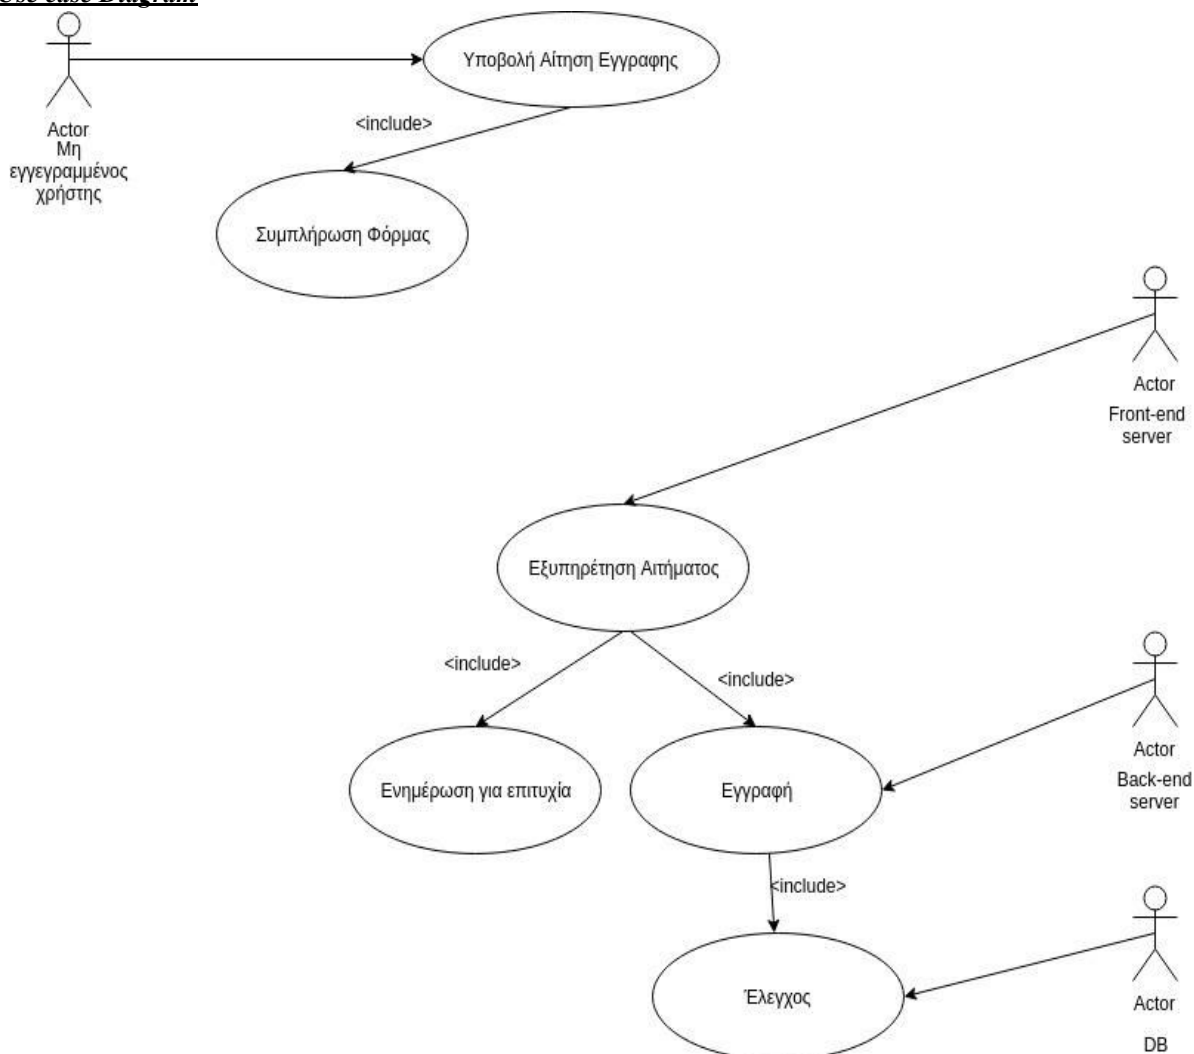 Use case Diagram
Υποβολή Αίτηση Εγγραφης
<include>
Actor
Μη
εγγεγραμμένος
χρήστης
Συμπλήρωση Φόρμας
Actor
Front-end
server
Εξυπηρέτηση Αιτήματος
<include>
<include>
Actor
Back-end
server
Ενημέρωση για επιτυχία
Εγγραφή
<include>
Έλεγχος
Actor
DB